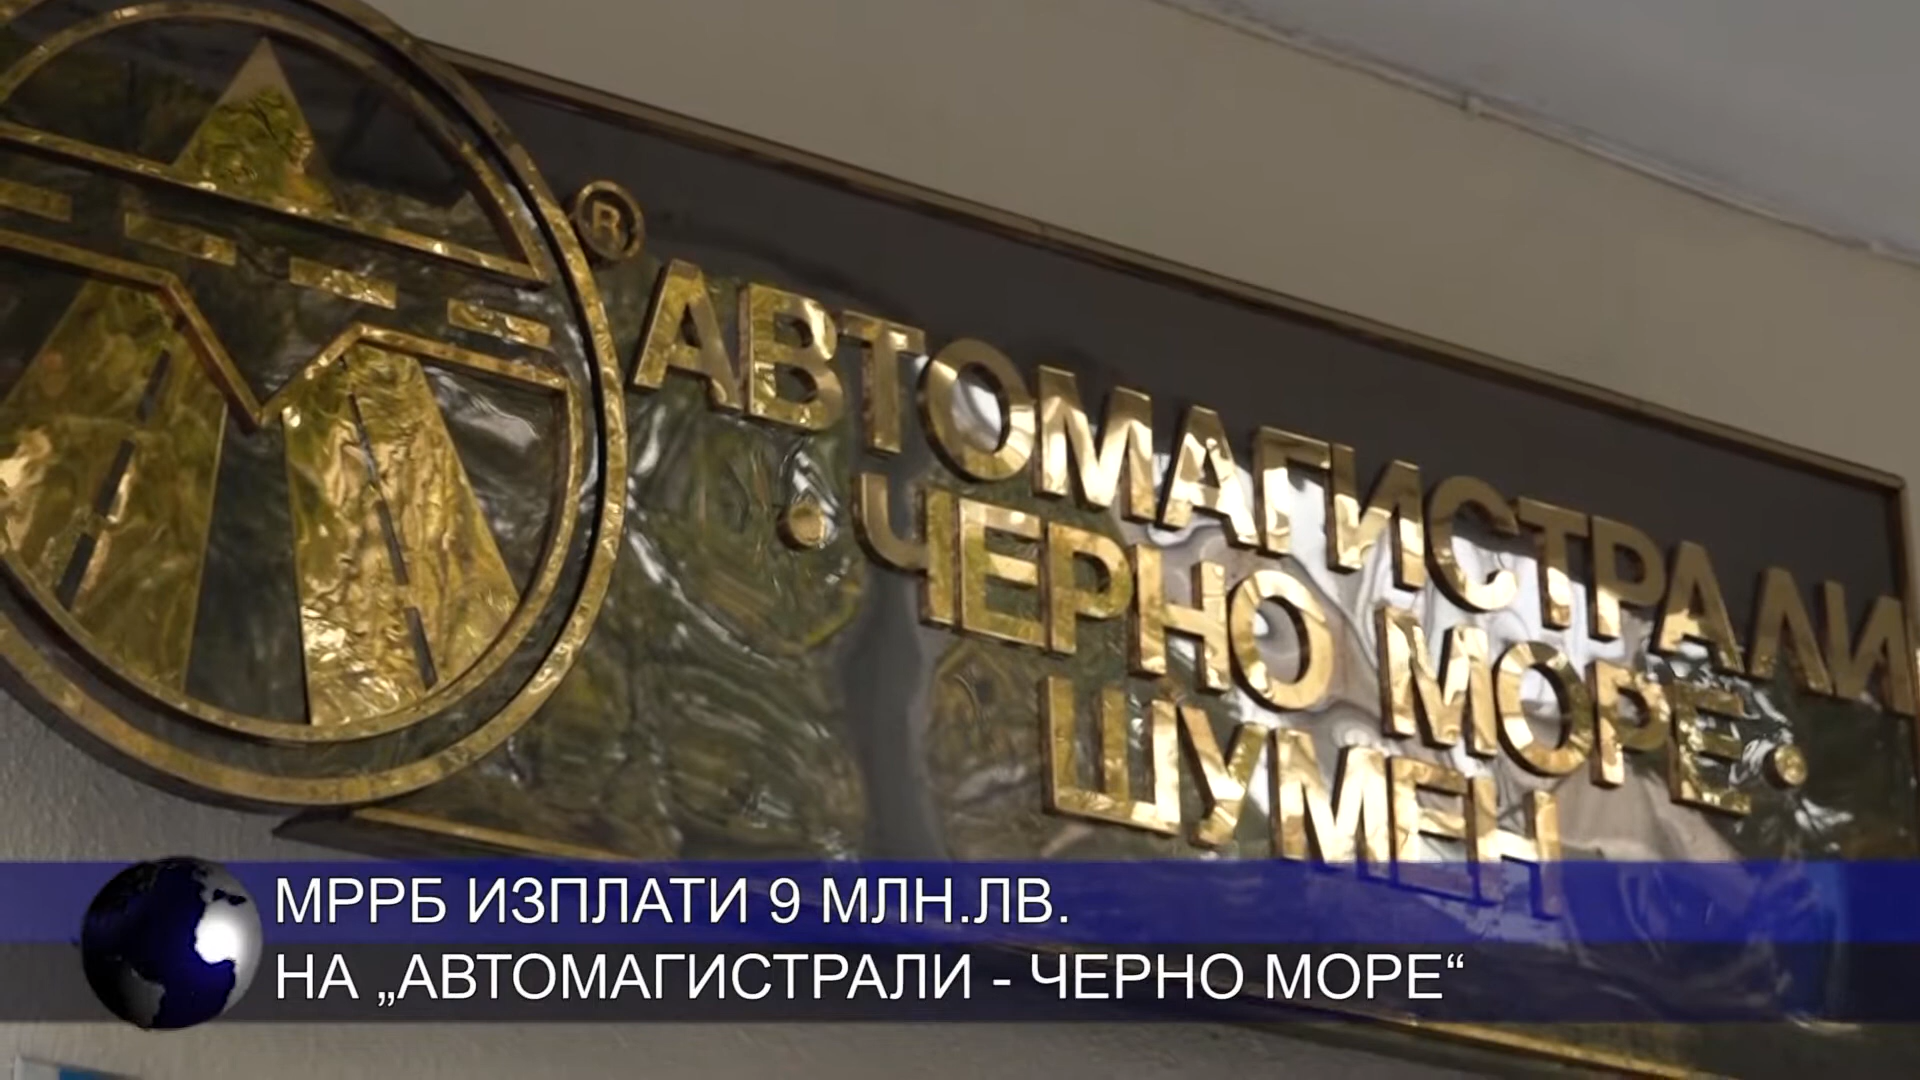 ®
АВТОМАГИСТРАЛИ
• ЧЕРНО МОРЕ •
ШУМЕН
МРРБ ИЗПЛАТИ 9 МЛН.ЛВ.
НА „АВТОМАГИСТРАЛИ - ЧЕРНО МОРЕ“